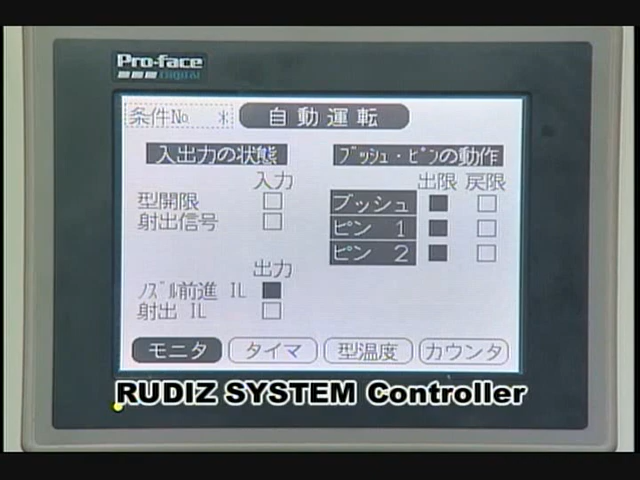 Pro-face
DIGITAL
条件No. *
自動運転
入出力の状態
ブッシュ・ピンの動作
入力
出限 戻限
型開限
ブッシュ
射出信号
ピン 1
ピン 2
出力
ノズル前進 IL
射出 IL
モニタ タイマ 型温度 カウンタ
RUDIZ SYSTEM Controller